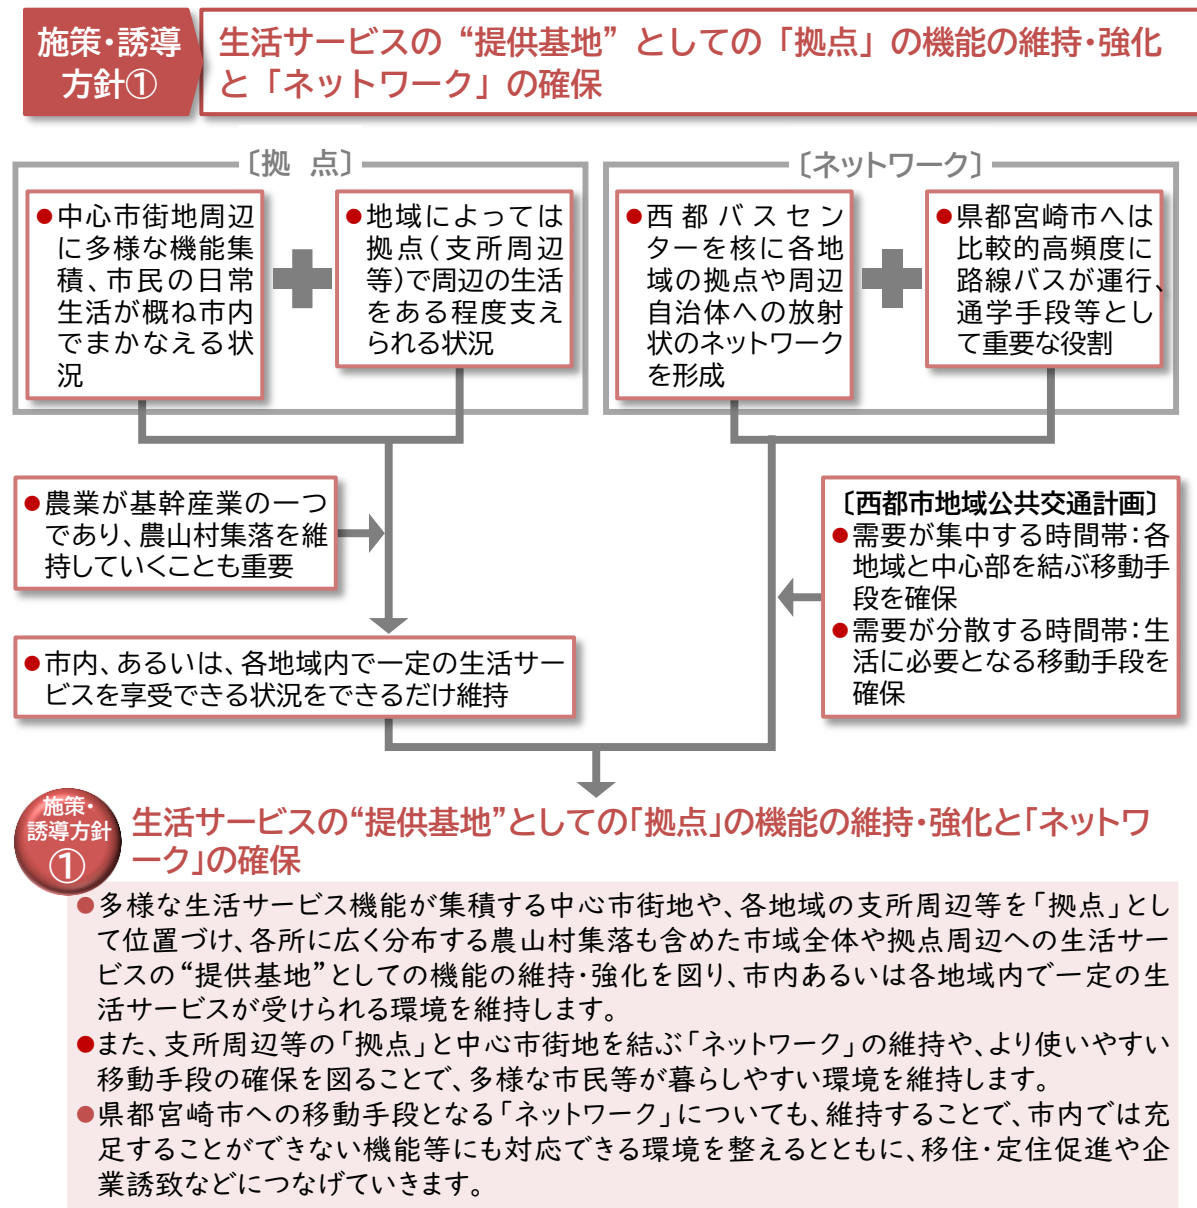 施策・誘導
方針①
生活サービスの“提供基地”としての「拠点」の機能の維持・強化
と「ネットワーク」の確保
〔拠 点〕
●中心市街地周辺
に多様な機能集
積、市民の日常
生活が概ね市内
でまかなえる状
況
●地域によっては
拠点(支所周辺
等)で周辺の生活
をある程度支え
られる状況
〔ネットワーク〕
●西都バスセン
ターを核に各地
域の拠点や周辺
自治体への放射
状のネットワーク
を形成
●県都宮崎市へは
比較的高頻度に
路線バスが運行、
通学手段等とし
て重要な役割
●農業が基幹産業の一つ
であり、農山村集落を維
持していくことも重要
〔西都市地域公共交通計画〕
●需要が集中する時間帯：各
地域と中心部を結ぶ移動手
段を確保
●需要が分散する時間帯：生
活に必要となる移動手段を
確保
●市内、あるいは、各地域内で一定の生活サー
ビスを享受できる状況をできるだけ維持
施策・
誘導方針
①
生活サービスの“提供基地”としての「拠点」の機能の維持・強化と「ネットワ
ーク」の確保
●多様な生活サービス機能が集積する中心市街地や、各地域の支所周辺等を「拠点」とし
て位置づけ、各所に広く分布する農山村集落も含めた市域全体や拠点周辺への生活サー
ビスの“提供基地”としての機能の維持・強化を図り、市内あるいは各地域内で一定の生
活サービスが受けられる環境を維持します。
●また、支所周辺等の「拠点」と中心市街地を結ぶ「ネットワーク」の維持や、より使いやすい
移動手段の確保を図ることで、多様な市民等が暮らしやすい環境を維持します。
●県都宮崎市への移動手段となる「ネットワーク」についても、維持することで、市内では充
足することができない機能等にも対応できる環境を整えるとともに、移住・定住促進や企
業誘致などにつなげていきます。